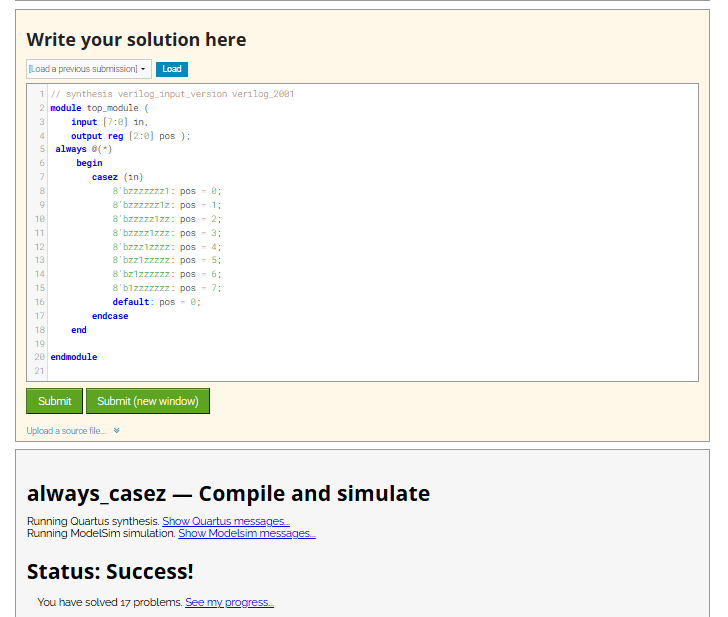 Write your solution here
[Load a previous submission]
Load
1 // synthesis verilog_input_version verilog_2001
2 module top_module (
3 input [7:0] in,
4 output reg [2:0] pos );
5 always @(*)
6 begin
7 casez (in)
8 8'bzzzzzzz1: pos = 0;
9 8'bzzzzzz1z: pos = 1;
10 8'bzzzzz1zz: pos = 2;
11 8'bzzzz1zzz: pos = 3;
12 8'bzzz1zzzz: pos = 4;
13 8'bzz1zzzzz: pos = 5;
14 8'bz1zzzzzz: pos = 6;
15 8'b1zzzzzzz: pos = 7;
16 default: pos = 0;
17 endcase
18 end
19
20 endmodule
21
Submit Submit (new window)
Upload a source file...
always_casez — Compile and simulate
Running Quartus synthesis. Show Quartus messages...
Running ModelSim simulation. Show Modelsim messages...
Status: Success!
You have solved 17 problems. See my progress...